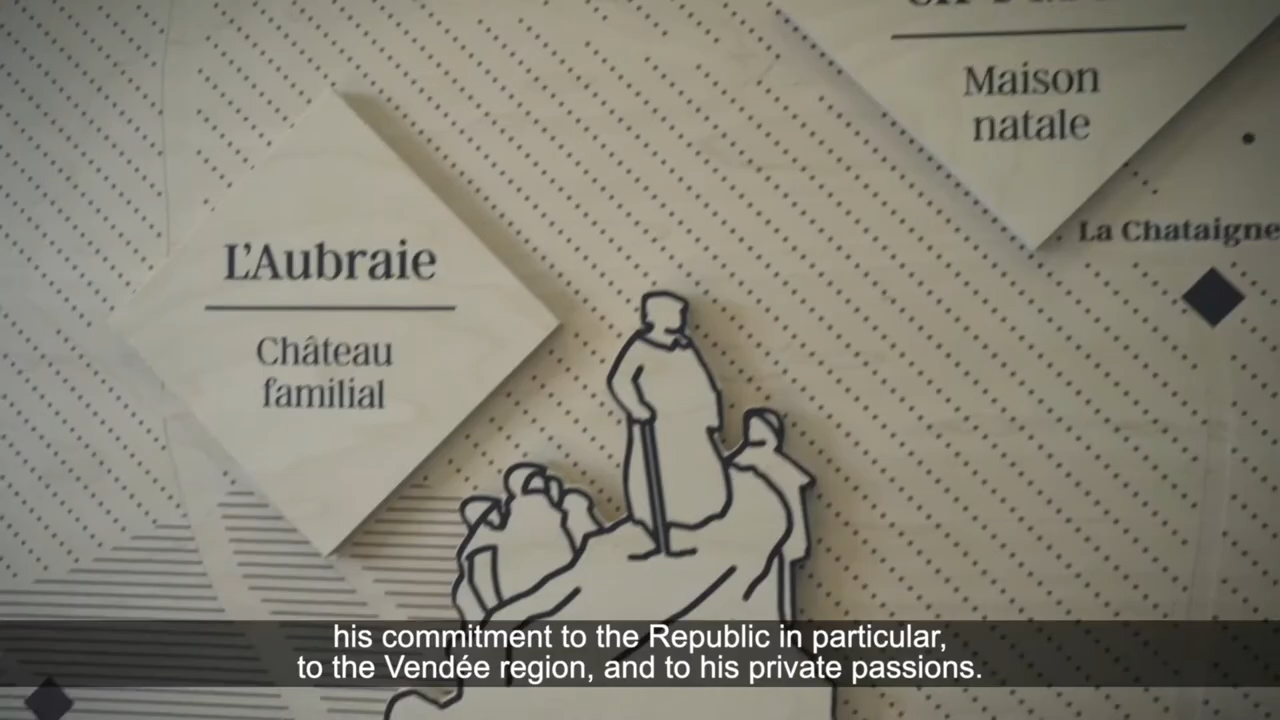 Maison
natale
La Chataigne
L'Aubraie
Château
familial
his commitment to the Republic in particular,
to the Vendée region, and to his private passions.